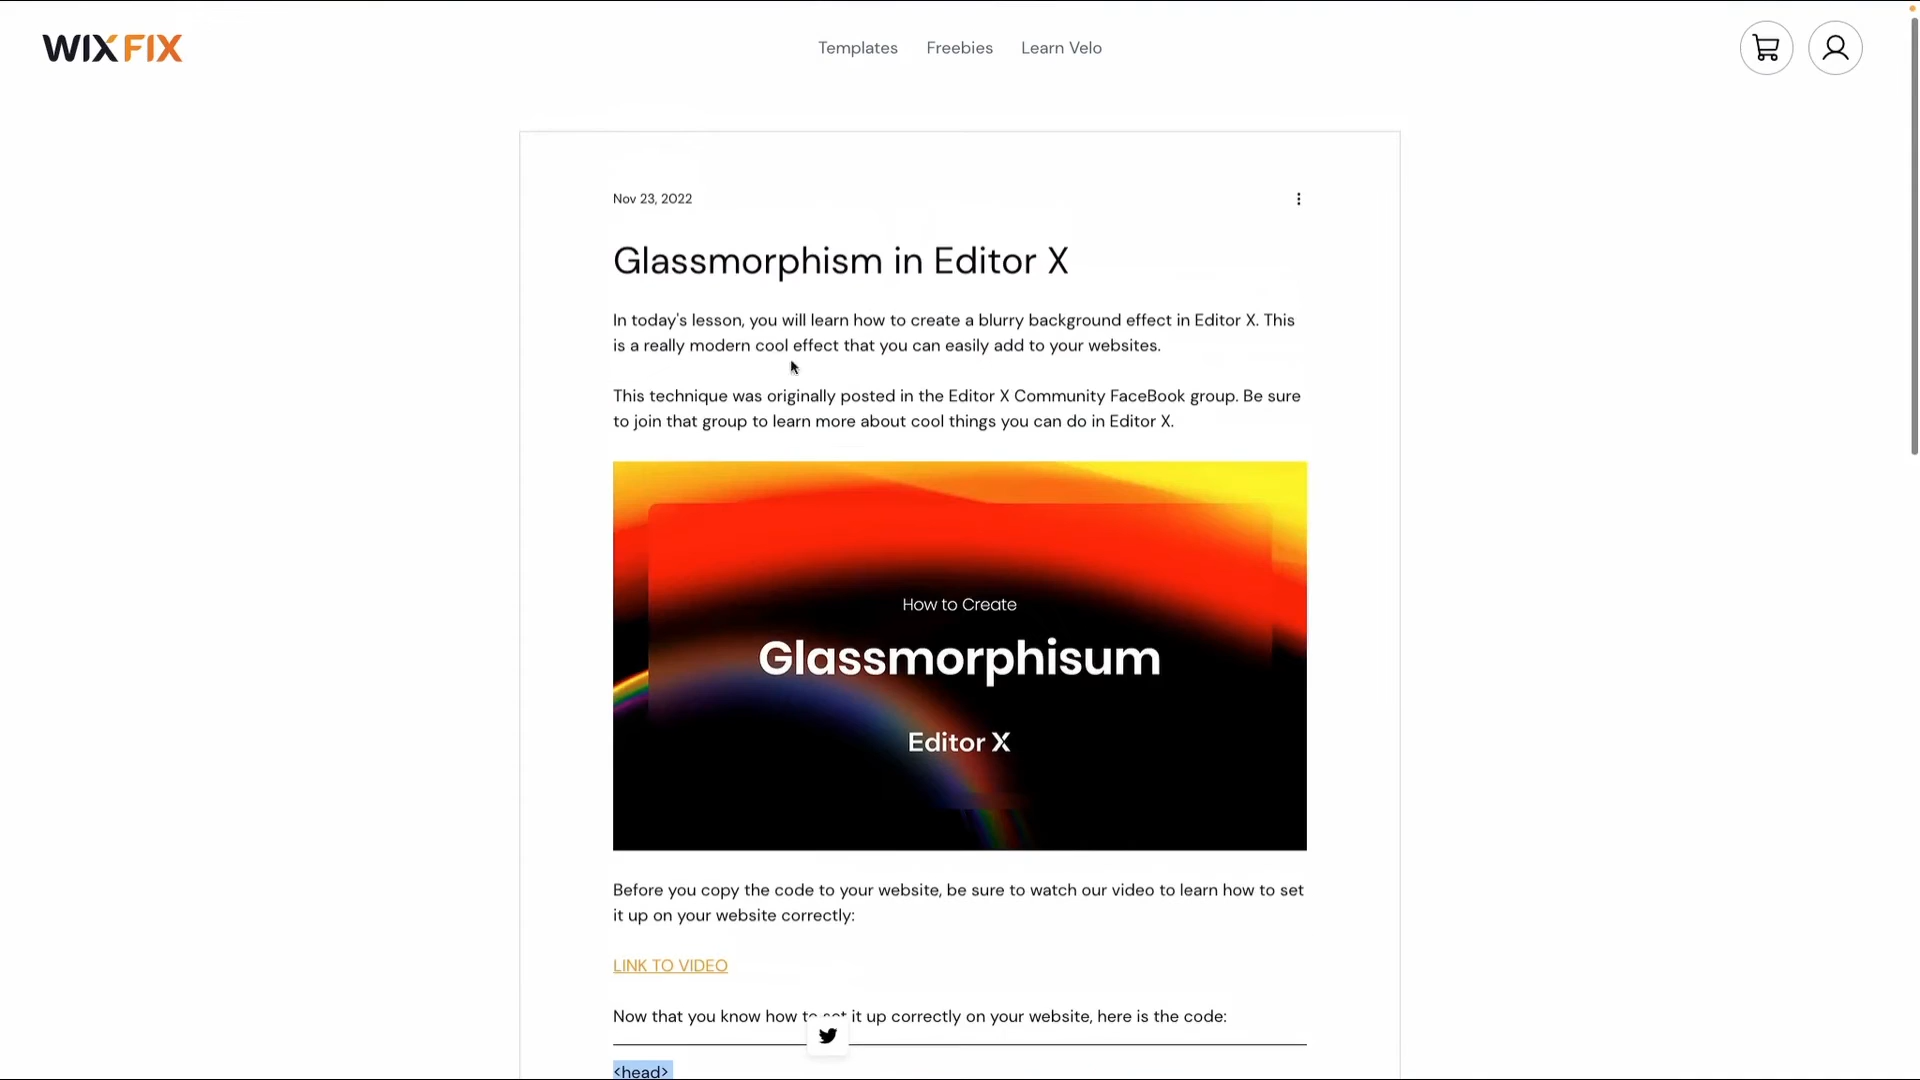 WIXFIX
Templates
Freebies
Learn Velo
Nov 23, 2022
Glassmorphism in Editor X
In today's lesson, you will learn how to create a blurry background effect in Editor X. This
is a really modern cool effect that you can easily add to your websites.
This technique was originally posted in the Editor X Community FaceBook group. Be sure
to join that group to learn more about cool things you can do in Editor X.
How to Create
Glassmorphisum
Editor X
Before you copy the code to your website, be sure to watch our video to learn how to set
it up on your website correctly:
LINK TO VIDEO
Now that you know how to set it up correctly on your website, here is the code:
<head>